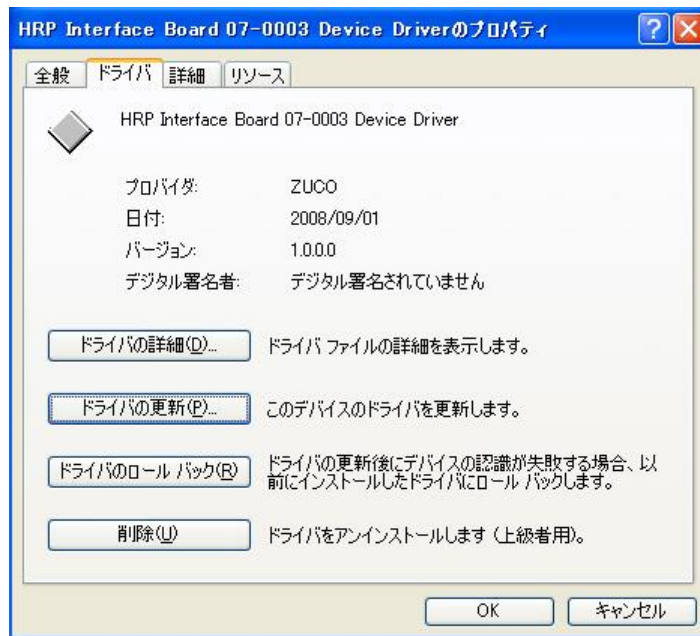 HRP Interface Board 07-0003 Device Driverのプロパティ
全般 ドライバ 詳細 リソース
HRP Interface Board 07-0003 Device Driver
プロバイダ: ZUCO
日付: 2008/09/01
バージョン: 1.0.0.0
デジタル署名者: デジタル署名されていません
ドライバの詳細(D)... ドライバ ファイルの詳細を表示します。
ドライバの更新(P)... このデバイスのドライバを更新します。
ドライバのロール バック(R) ドライバの更新後にデバイスの認識が失敗する場合、以
前にインストールしたドライバにロール バックします。
削除(U) ドライバをアンインストールします (上級者用)。
OK キャンセル